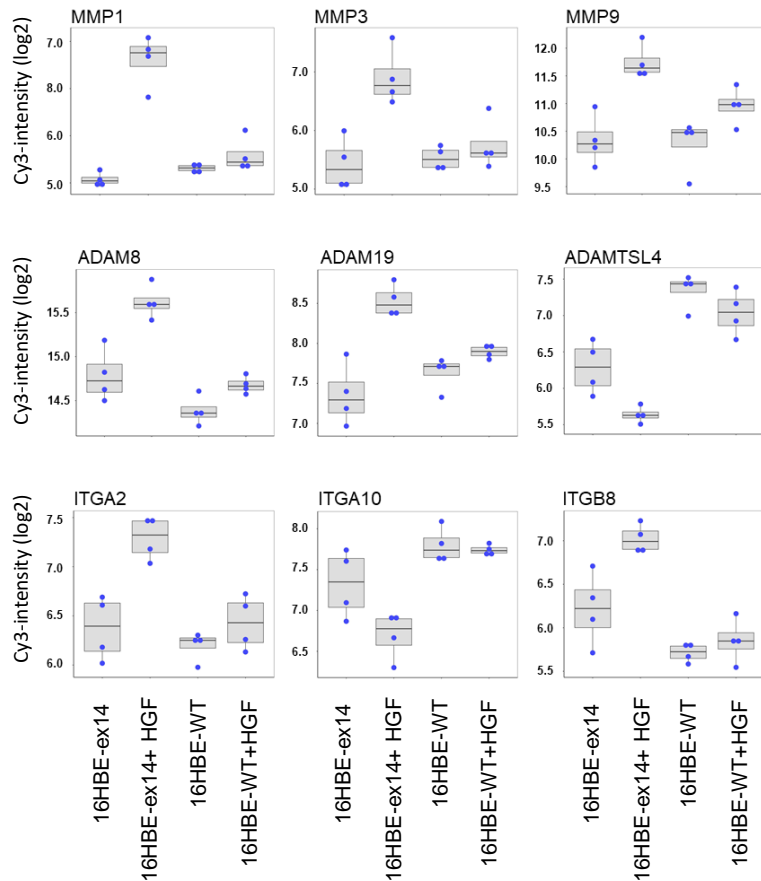 MMP1 MMP3 MMP9
Cy3-intensity (log2)
7.0
8.0
6.0
5.0
7.0
6.0
5.0
12.0
11.5
11.0
10.5
10.0
9.5
ADAM8 ADAM19 ADAMTSL4
Cy3-intensity (log2)
15.5
15.0
14.5
8.5
8.0
7.5
7.0
7.5
7.0
6.5
6.0
5.5
ITGA2 ITGA10 ITGB8
Cy3-intensity (log2)
7.5
7.0
6.5
6.0
8.0
7.5
7.0
6.5
7.0
6.5
6.0
5.5
16HBE-ex14
16HBE-ex14+ HGF
16HBE-WT
16HBE-WT+HGF
16HBE-ex14
16HBE-ex14+ HGF
16HBE-WT
16HBE-WT+HGF
16HBE-ex14
16HBE-ex14+ HGF
16HBE-WT
16HBE-WT+HGF